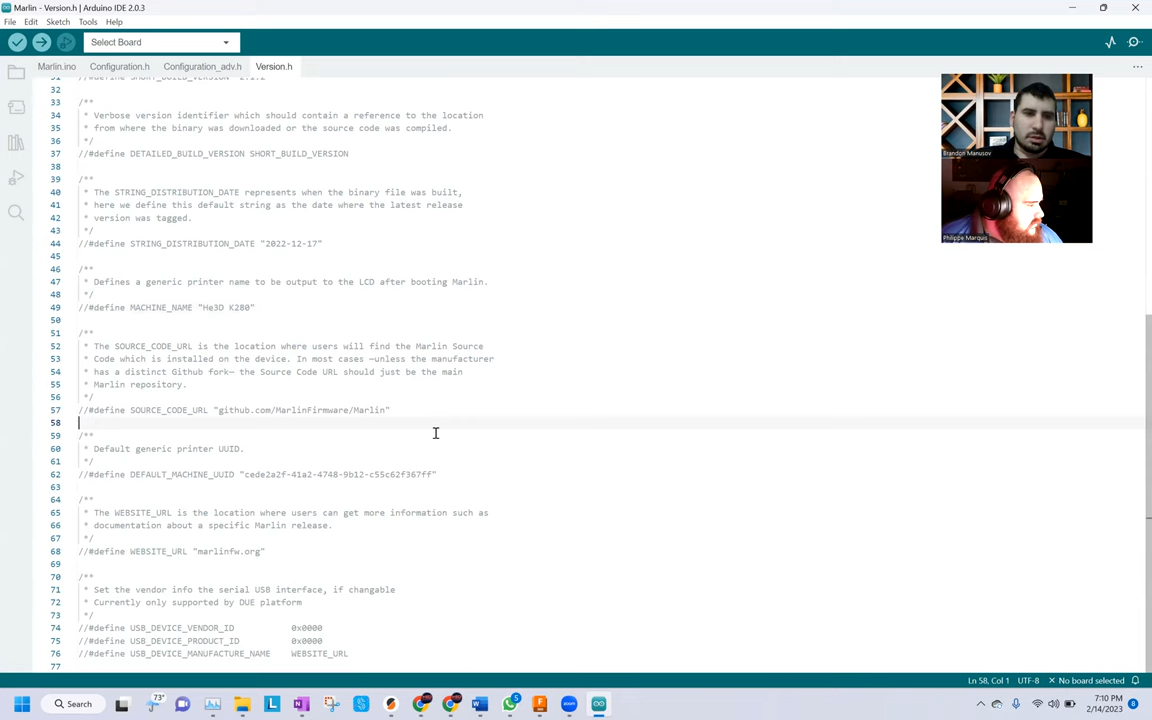 Marlin - Version.h | Arduino IDE 2.0.3
File Edit Sketch Tools Help
Select Board
Marlin.ino Configuration.h Configuration_adv.h Version.h
31 //#define SHORT_BUILD_VERSION "2.1.2"
32
33 /**
34 * Verbose version identifier which should contain a reference to the location
35 * from where the binary was downloaded or the source code was compiled.
36 */
37 //#define DETAILED_BUILD_VERSION SHORT_BUILD_VERSION
38
39 /**
40 * The STRING_DISTRIBUTION_DATE represents when the binary file was built,
41 * here we define this default string as the date where the latest release
42 * version was tagged.
43 */
44 //#define STRING_DISTRIBUTION_DATE "2022-12-17"
45
46 /**
47 * Defines a generic printer name to be output to the LCD after booting Marlin.
48 */
49 //#define MACHINE_NAME "He3D K280"
50
51 /**
52 * The SOURCE_CODE_URL is the location where users will find the Marlin Source
53 * Code which is installed on the device. In most cases —unless the manufacturer
54 * has a distinct Github fork— the Source Code URL should just be the main
55 * Marlin repository.
56 */
57 //#define SOURCE_CODE_URL "github.com/MarlinFirmware/Marlin"
58
59 /**
60 * Default generic printer UUID.
61 */
62 //#define DEFAULT_MACHINE_UUID "cede2a2f-41a2-4748-9b12-c55c62f367ff"
63
64 /**
65 * The WEBSITE_URL is the location where users can get more information such as
66 * documentation about a specific Marlin release.
67 */
68 //#define WEBSITE_URL "marlinfw.org"
69
70 /**
71 * Set the vendor info the serial USB interface, if changable
72 * Currently only supported by DUE platform
73 */
74 //#define USB_DEVICE_VENDOR_ID 0x0000
75 //#define USB_DEVICE_PRODUCT_ID 0x0000
76 //#define USB_DEVICE_MANUFACTURE_NAME WEBSITE_URL
77
Brandon Manusov
Philippe Marquis
Ln 58, Col 1 UTF-8 No board selected
Search 73° 5 7:10 PM 8
2/14/2023